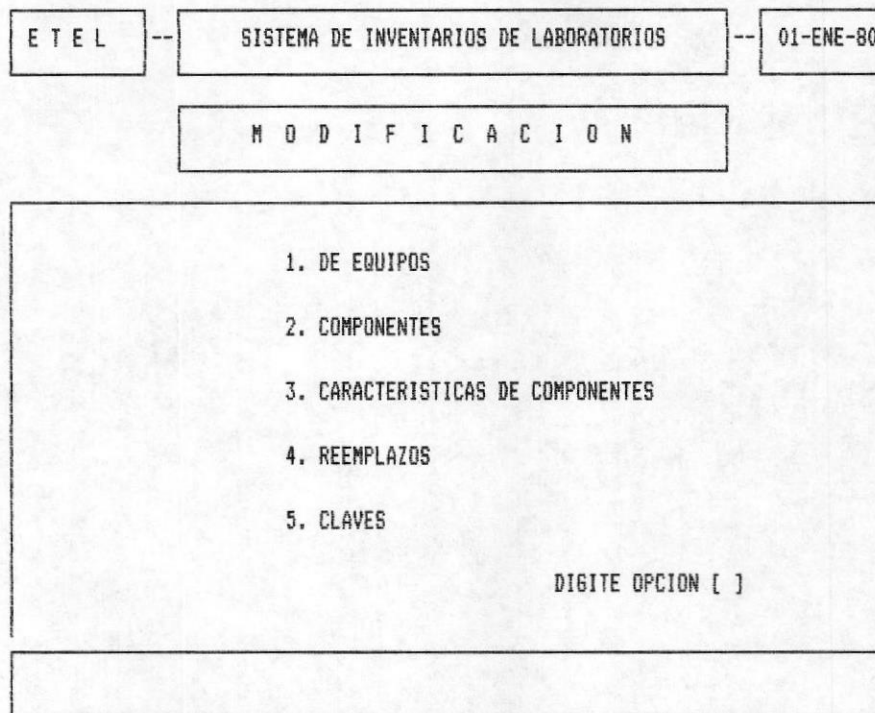 E T E L -- SISTEMA DE INVENTARIOS DE LABORATORIOS -- 01-ENE-80
M O D I F I C A C I O N
1. DE EQUIPOS
2. COMPONENTES
3. CARACTERISTICAS DE COMPONENTES
4. REEMPLAZOS
5. CLAVES
DIGITE OPCION [ ]